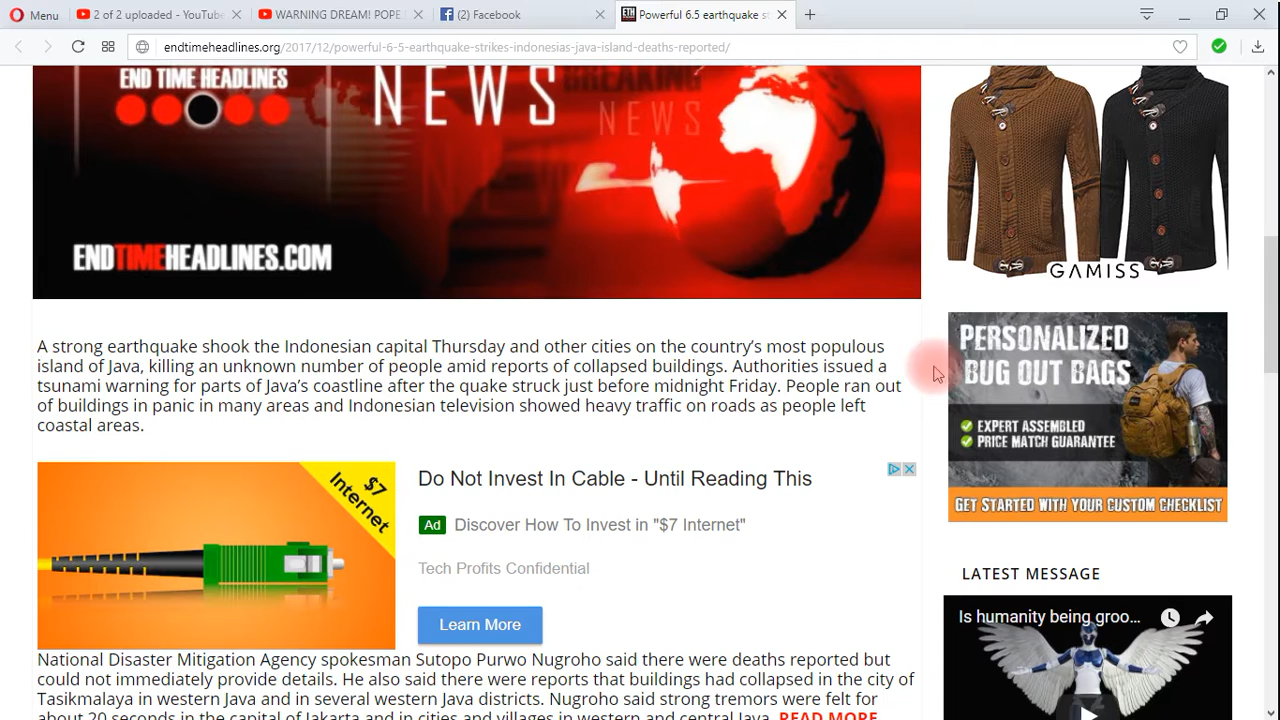 Menu
2 of 2 uploaded - YouTube
WARNING DREAM! POPE
(2) Facebook
Powerful 6.5 earthquake st
endtimeheadlines.org/2017/12/powerful-6-5-earthquake-strikes-indonesias-java-island-deaths-reported/
END TIME HEADLINES
NEWS
BREAKING
NEWS
ENDTIMEHEADLINES.COM
GAMISS
A strong earthquake shook the Indonesian capital Thursday and other cities on the country's most populous
island of Java, killing an unknown number of people amid reports of collapsed buildings. Authorities issued a
tsunami warning for parts of Java's coastline after the quake struck just before midnight Friday. People ran out
of buildings in panic in many areas and Indonesian television showed heavy traffic on roads as people left
coastal areas.
PERSONALIZED
BUG OUT BAGS
EXPERT ASSEMBLED
PRICE MATCH GUARANTEE
GET STARTED WITH YOUR CUSTOM CHECKLIST
$7
Internet
Do Not Invest In Cable - Until Reading This
Ad Discover How To Invest in "$7 Internet"
Tech Profits Confidential
Learn More
LATEST MESSAGE
Is humanity being groo...
National Disaster Mitigation Agency spokesman Sutopo Purwo Nugroho said there were deaths reported but
could not immediately provide details. He also said there were reports that buildings had collapsed in the city of
Tasikmalaya in western Java and in several western Java districts. Nugroho said strong tremors were felt for
about 20 seconds in the capital of Jakarta and in cities and villages in western and central Java. READ MORE